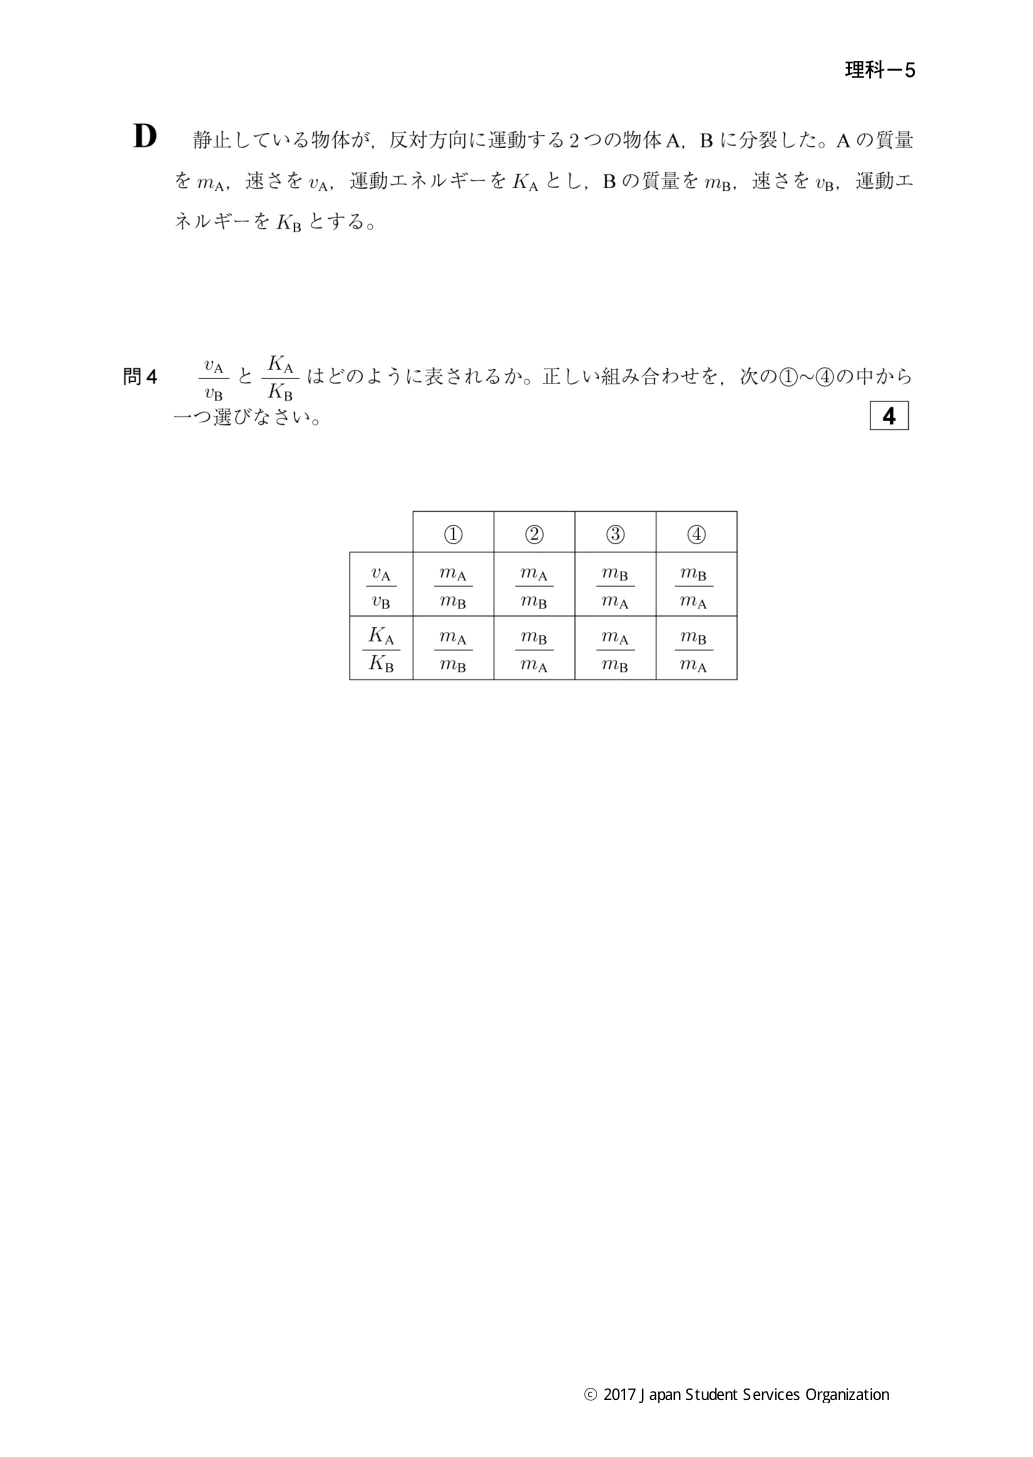 理科－5
D 静止している物体が，反対方向に運動する2つの物体A，Bに分裂した。Aの質量
を mA，速さを vA，運動エネルギーを KA とし，Bの質量を mB，速さを vB，運動エ
ネルギーを KB とする。
問4 vA/vB と KA/KB はどのように表されるか。正しい組み合わせを，次の①～④の中から
一つ選びなさい。 4
① ② ③ ④
vA/vB mA/mB mA/mB mB/mA mB/mA
KA/KB mA/mB mB/mA mA/mB mB/mA
© 2017 Japan Student Services Organization